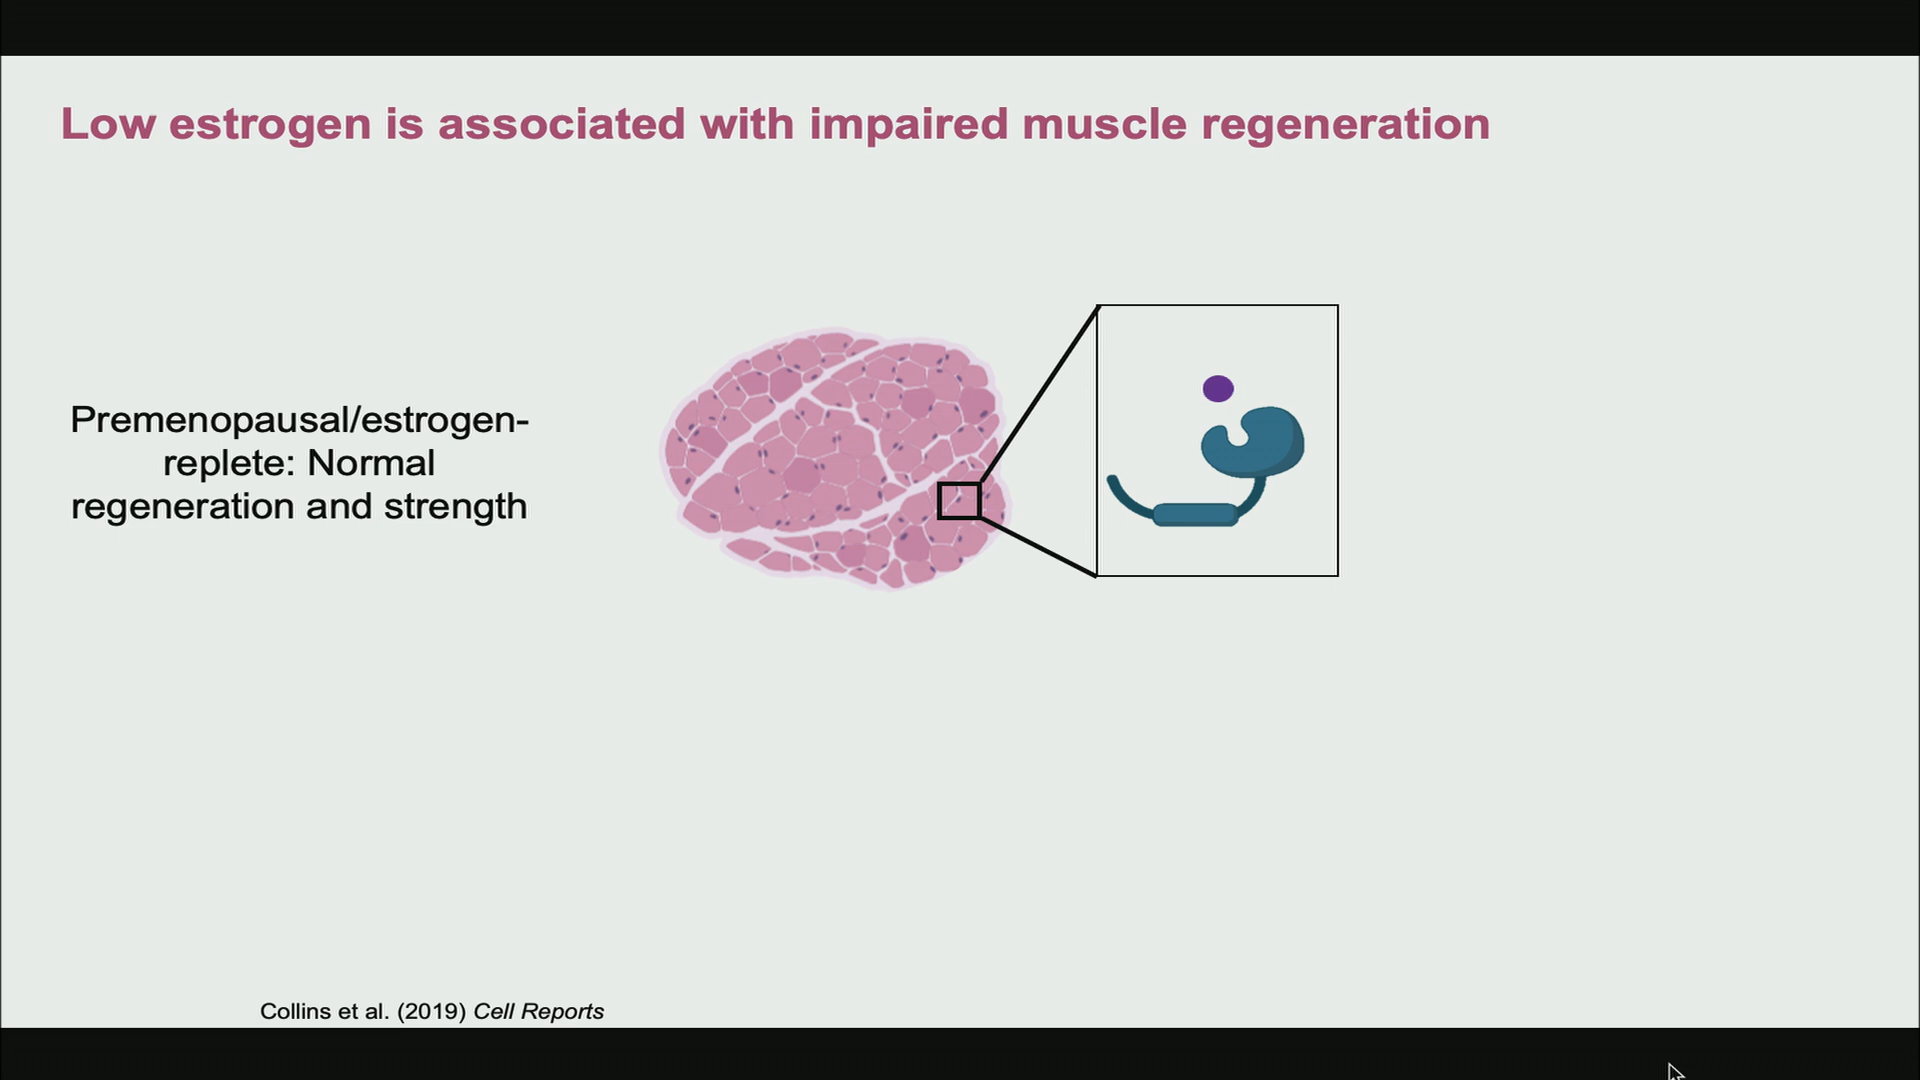 Low estrogen is associated with impaired muscle regeneration
Premenopausal/estrogen-
replete: Normal
regeneration and strength
Collins et al. (2019) Cell Reports